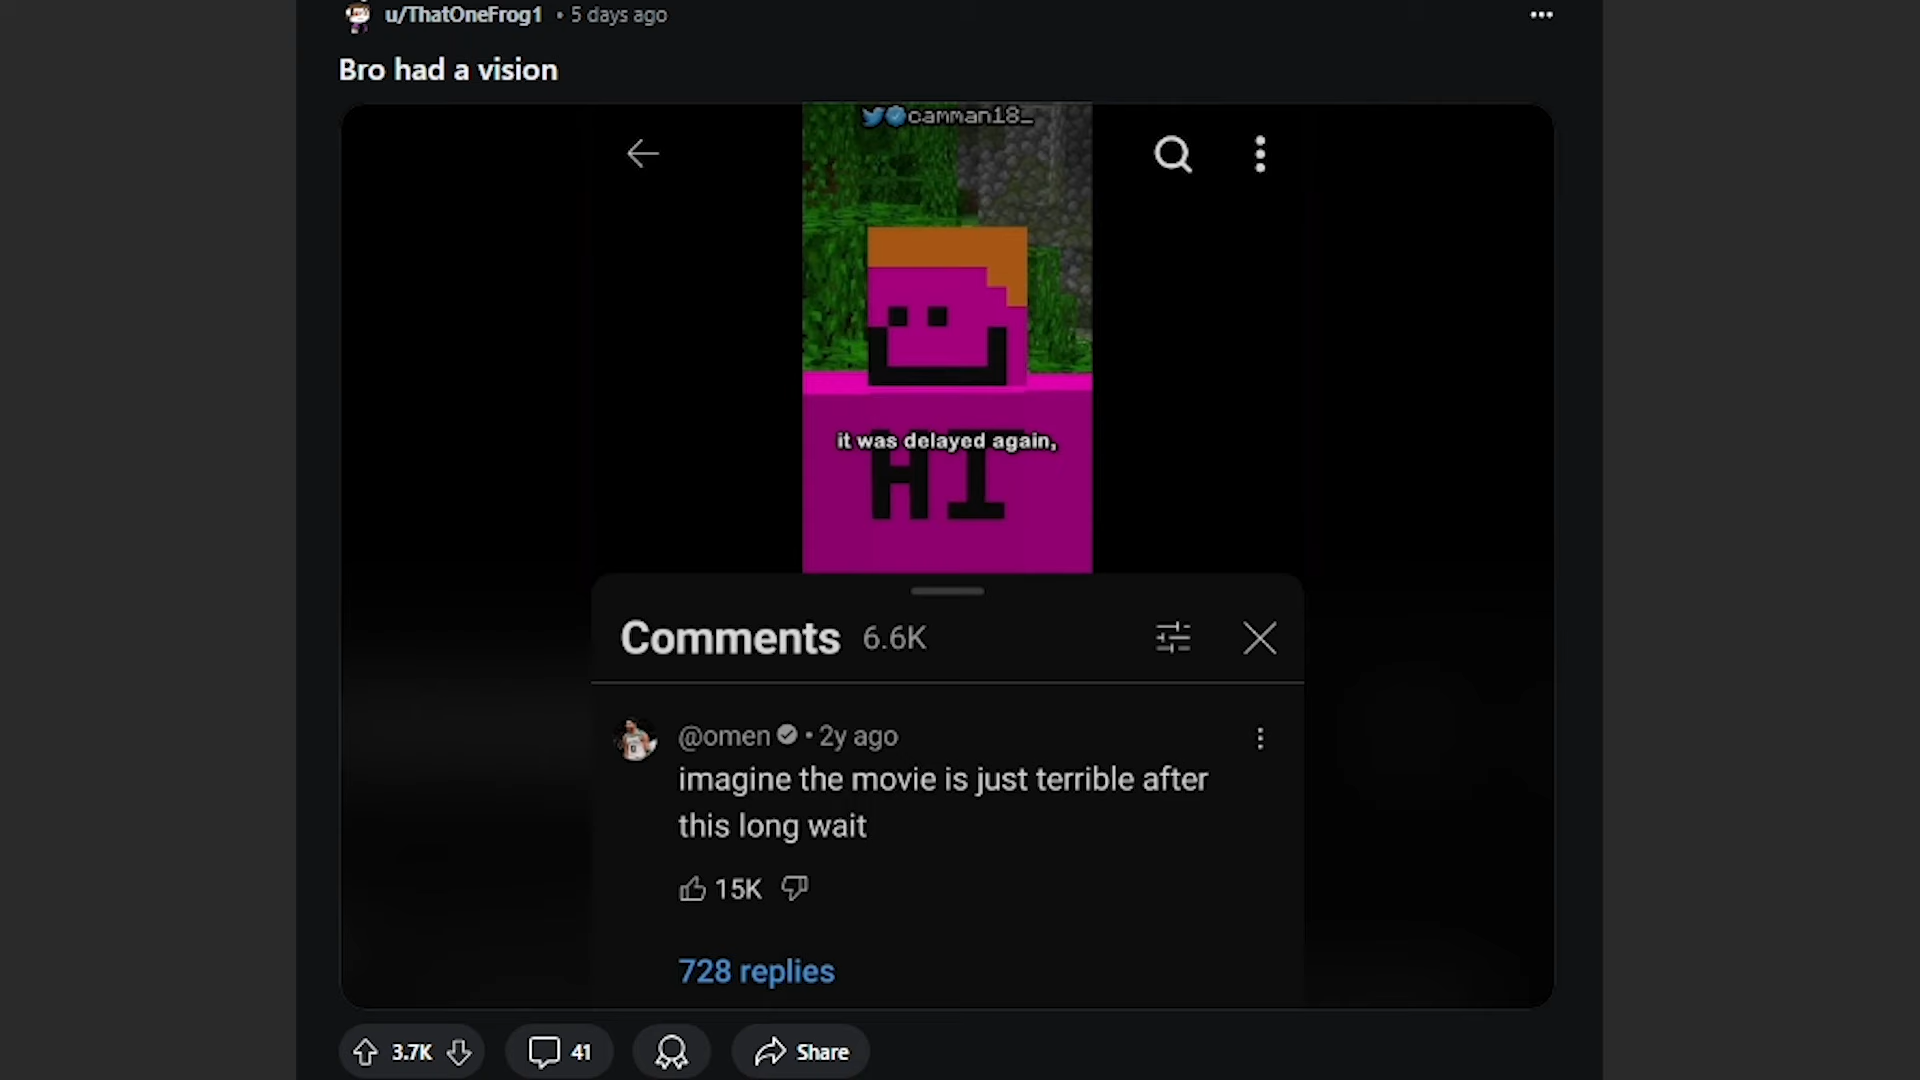 u/ThatOneFrog1 • 5 days ago
Bro had a vision
camman18_
it was delayed again,
HI
Comments 6.6K
@omen • 2y ago
imagine the movie is just terrible after
this long wait
15K
728 replies
3.7K 41 Share